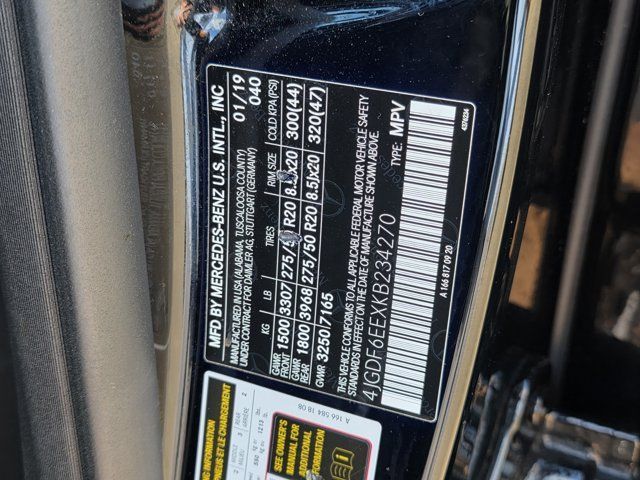 MFD BY MERCEDES-BENZ U.S. INTL., INC
MANUFACTURED IN USA (ALABAMA, TUSCALOOSA COUNTY)
UNDER CONTRACT FOR DAIMLER AG, STUTTGART (GERMANY)
01/19
040
KG LB TIRES RIM SIZE COLD KPA (PSI)
GAWR FRONT 1500 3307 275 R20 20 300(44)
GAWR REAR 1800 3968 275/50 R20 8.5Jx20 320(47)
GVWR 3250 7165
THIS VEHICLE CONFORMS TO ALL APPLICABLE FEDERAL MOTOR VEHICLE SAFETY
STANDARDS IN EFFECT ON THE DATE OF MANUFACTURE SHOWN ABOVE.
4JGDF6EEXKB234270 TYPE: MPV
A 166 817 09 20
A 166 584 18 08
SEE OWNER'S
MANUAL FOR
ADDITIONAL